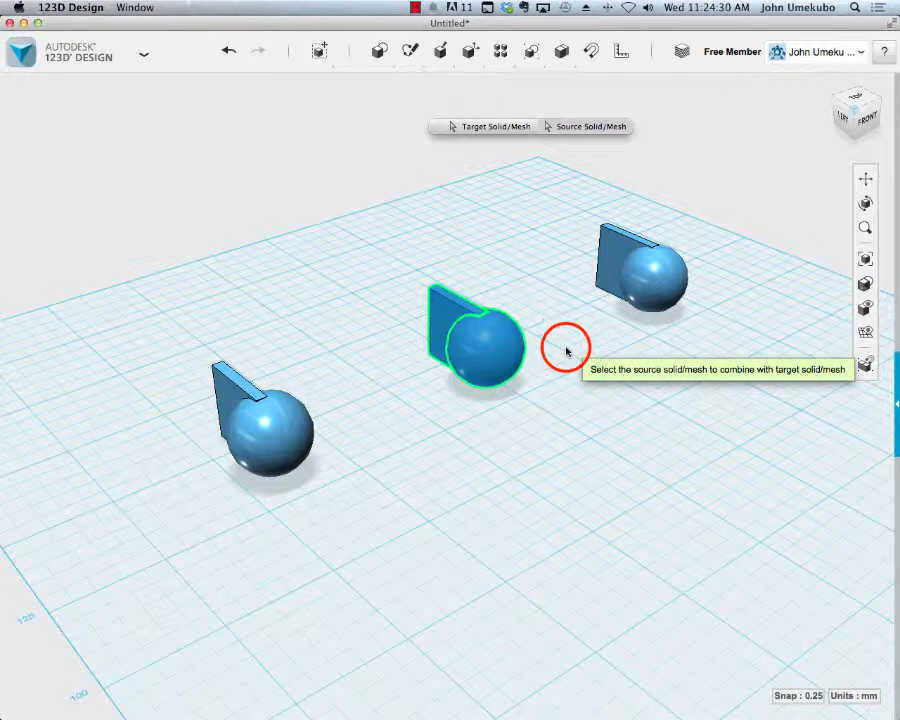 123D Design Window
11
Wed 11:24:30 AM John Umekubo
Untitled*
AUTODESK®
123D® DESIGN
Free Member
John Umeku ...
?
Target Solid/Mesh
Source Solid/Mesh
TOP
LEFT
FRONT
Select the source solid/mesh to combine with target solid/mesh
125
100
Snap : 0.25
Units : mm